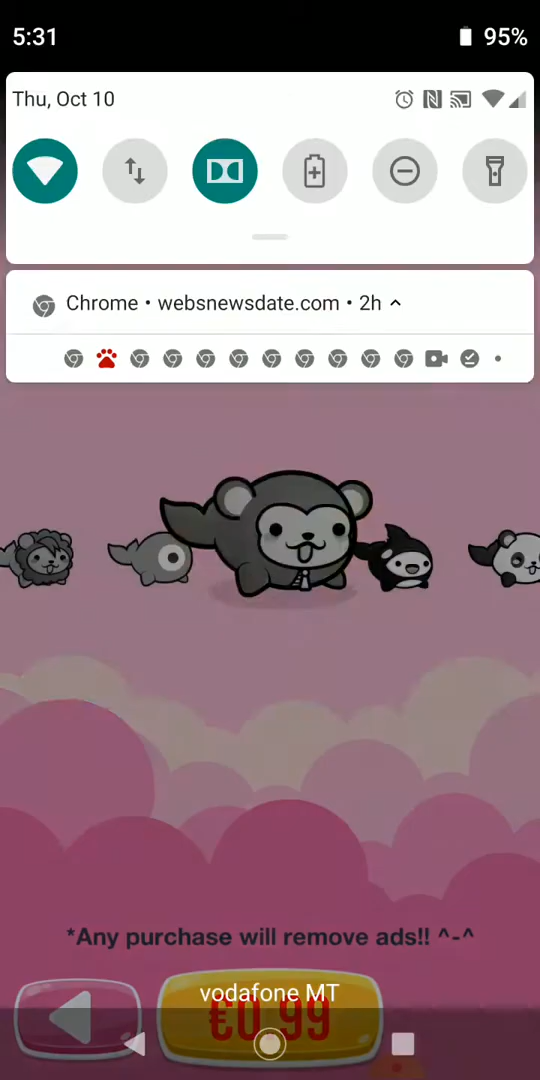 5:31
95%
Thu, Oct 10
Chrome • websnewsdate.com • 2h
*Any purchase will remove ads!! ^-^
vodafone MT
€0.99